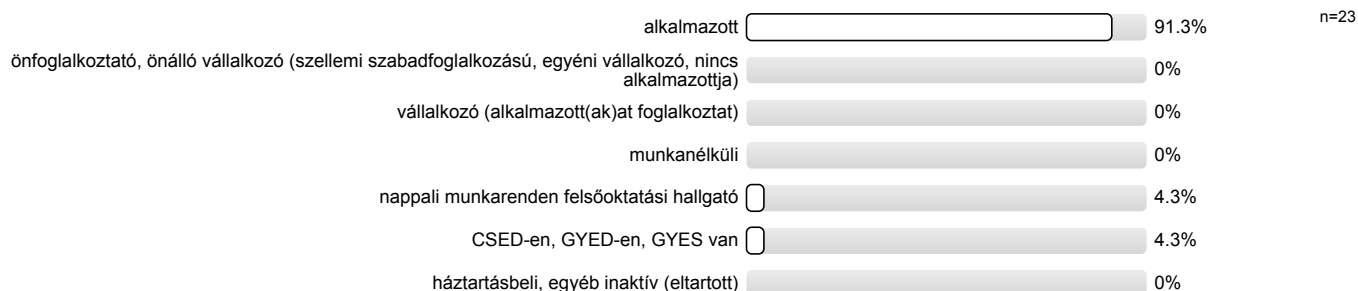 alkalmazott 91.3% n=23
önfoglalkoztató, önálló vállalkozó (szellemi szabadfoglalkozású, egyéni vállalkozó, nincs
alkalmazottja) 0%
vállalkozó (alkalmazott(ak)at foglalkoztat) 0%
munkanélküli 0%
nappali munkarenden felsőoktatási hallgató 4.3%
CSED-en, GYED-en, GYES van 4.3%
háztartásbeli, egyéb inaktív (eltartott) 0%